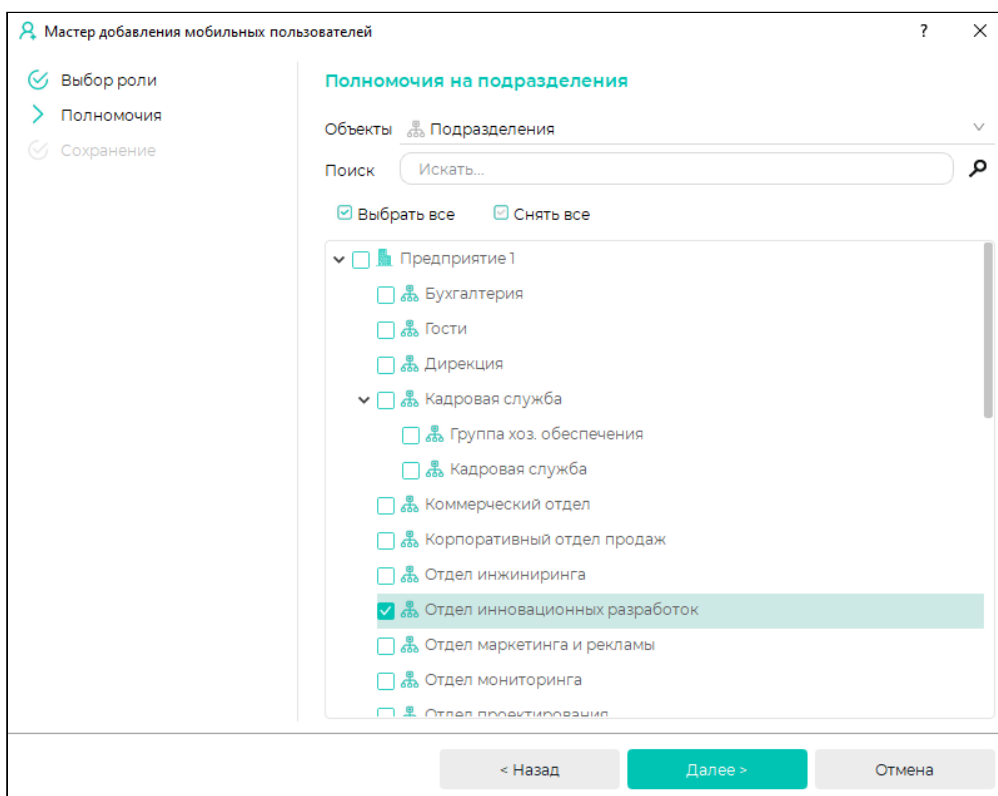 Мастер добавления мобильных пользователей ?
Выбор роли
Полномочия
Сохранение
Полномочия на подразделения
Объекты Подразделения
Поиск Искать...
Выбрать все Снять все
Предприятие 1
Бухгалтерия
Гости
Дирекция
Кадровая служба
Группа хоз. обеспечения
Кадровая служба
Коммерческий отдел
Корпоративный отдел продаж
Отдел инжиниринга
Отдел инновационных разработок
Отдел маркетинга и рекламы
Отдел мониторинга
Отдел проектирования
< Назад Далее > Отмена